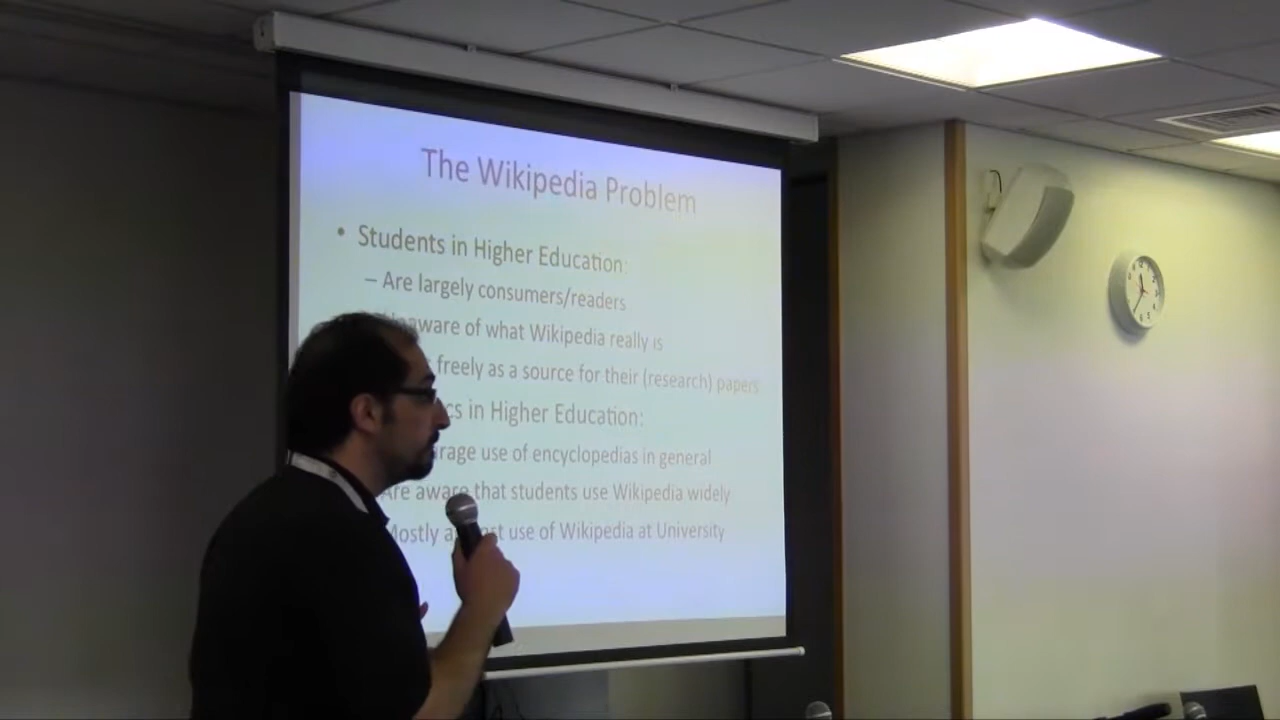 The Wikipedia Problem
• Students in Higher Education:
– Are largely consumers/readers
of what Wikipedia really is
freely as a source for their (research) papers
in Higher Education:
use of encyclopedias in general
Are aware that students use Wikipedia widely
Mostly against use of Wikipedia at University